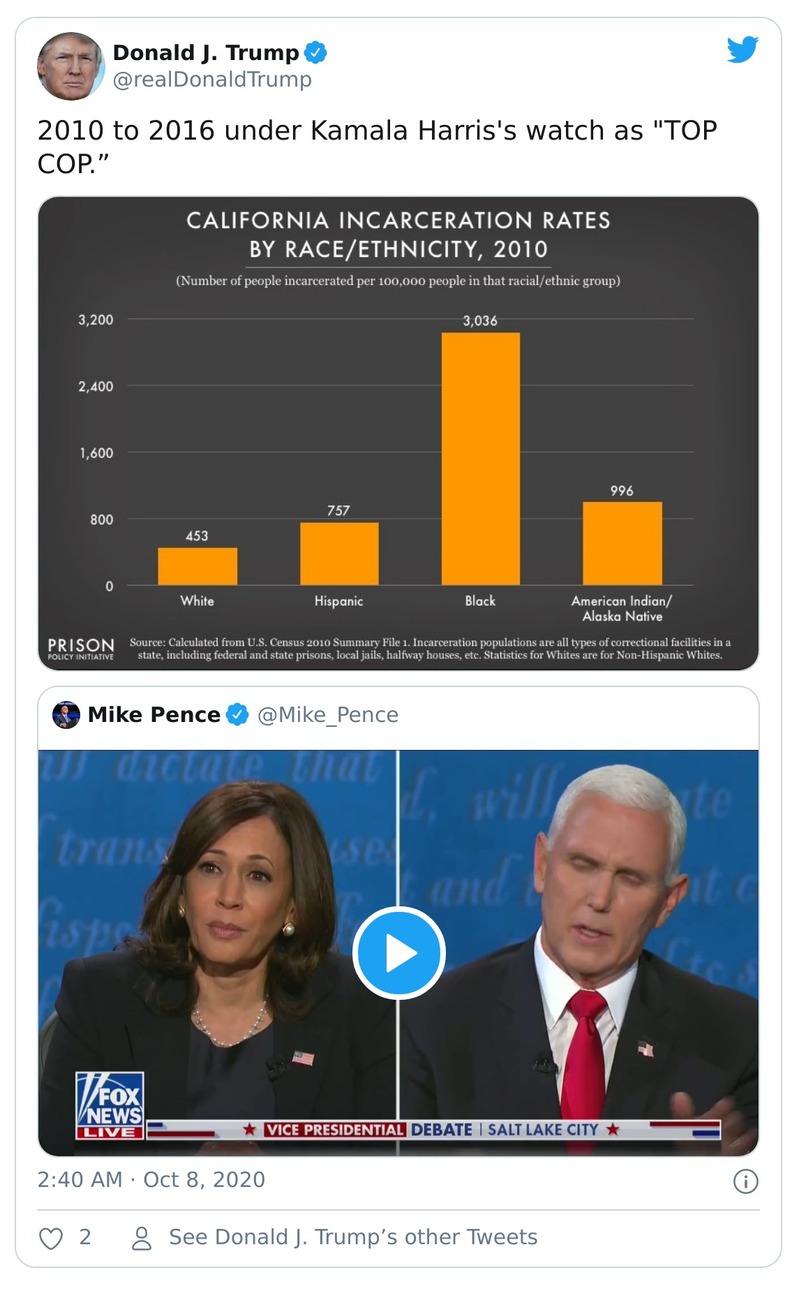 Donald J. Trump
@realDonaldTrump
2010 to 2016 under Kamala Harris's watch as "TOP
COP.”
CALIFORNIA INCARCERATION RATES
BY RACE/ETHNICITY, 2010
(Number of people incarcerated per 100,000 people in that racial/ethnic group)
3,200
2,400
1,600
800
0
453
757
3,036
996
White
Hispanic
Black
American Indian/
Alaska Native
PRISON
POLICY INITIATIVE
Source: Calculated from U.S. Census 2010 Summary File 1. Incarceration populations are all types of correctional facilities in a
state, including federal and state prisons, local jails, halfway houses, etc. Statistics for Whites are for Non-Hispanic Whites.
Mike Pence @Mike_Pence
dictate that
d, will
trans
and
FOX
NEWS
LIVE
VICE PRESIDENTIAL DEBATE | SALT LAKE CITY
2:40 AM · Oct 8, 2020
2 See Donald J. Trump’s other Tweets